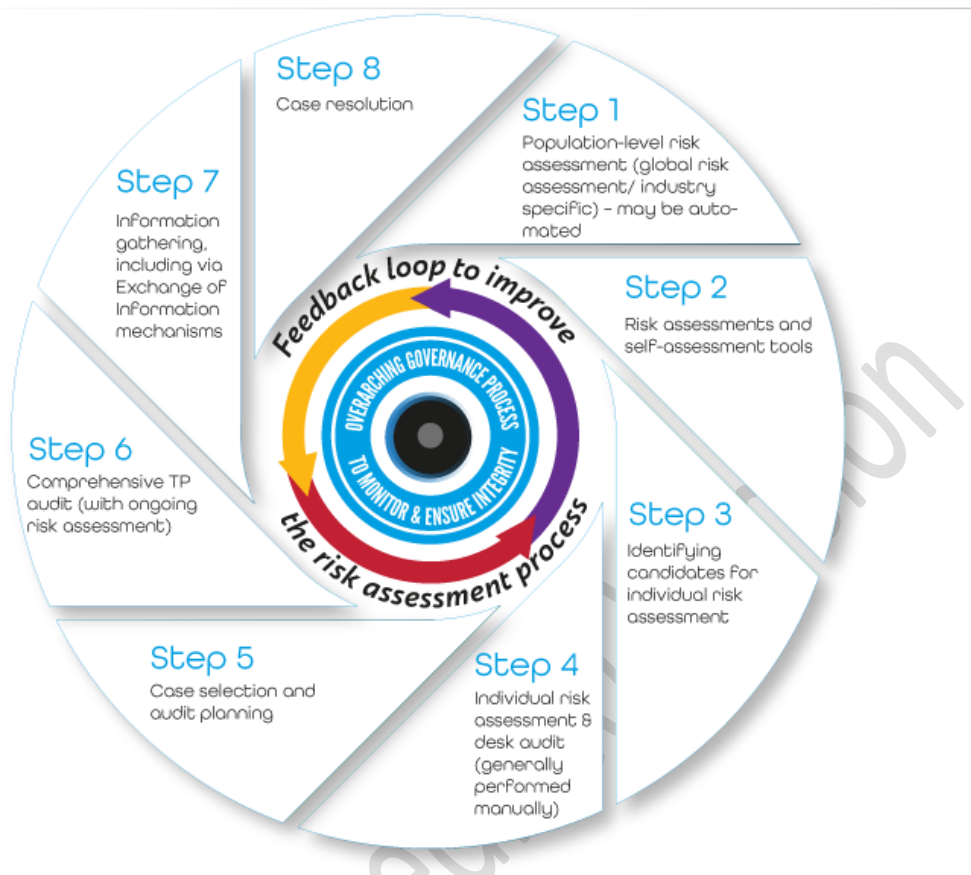 Step 8
Case resolution
Step 1
Population-level risk
assessment (global risk
assessment/ industry
specific) – may be auto-
mated
Step 7
Information
gathering,
including via
Exchange of
Information
mechanisms
Step 2
Risk assessments and
self-assessment tools
Feedback loop to improve
the risk assessment process
OVERARCHING GOVERNANCE PROCESS
TO MONITOR & ENSURE INTEGRITY
Step 6
Comprehensive TP
audit (with ongoing
risk assessment)
Step 3
Identifying
candidates for
individual risk
assessment
Step 5
Case selection and
audit planning
Step 4
Individual risk
assessment &
desk audit
(generally
performed
manually)